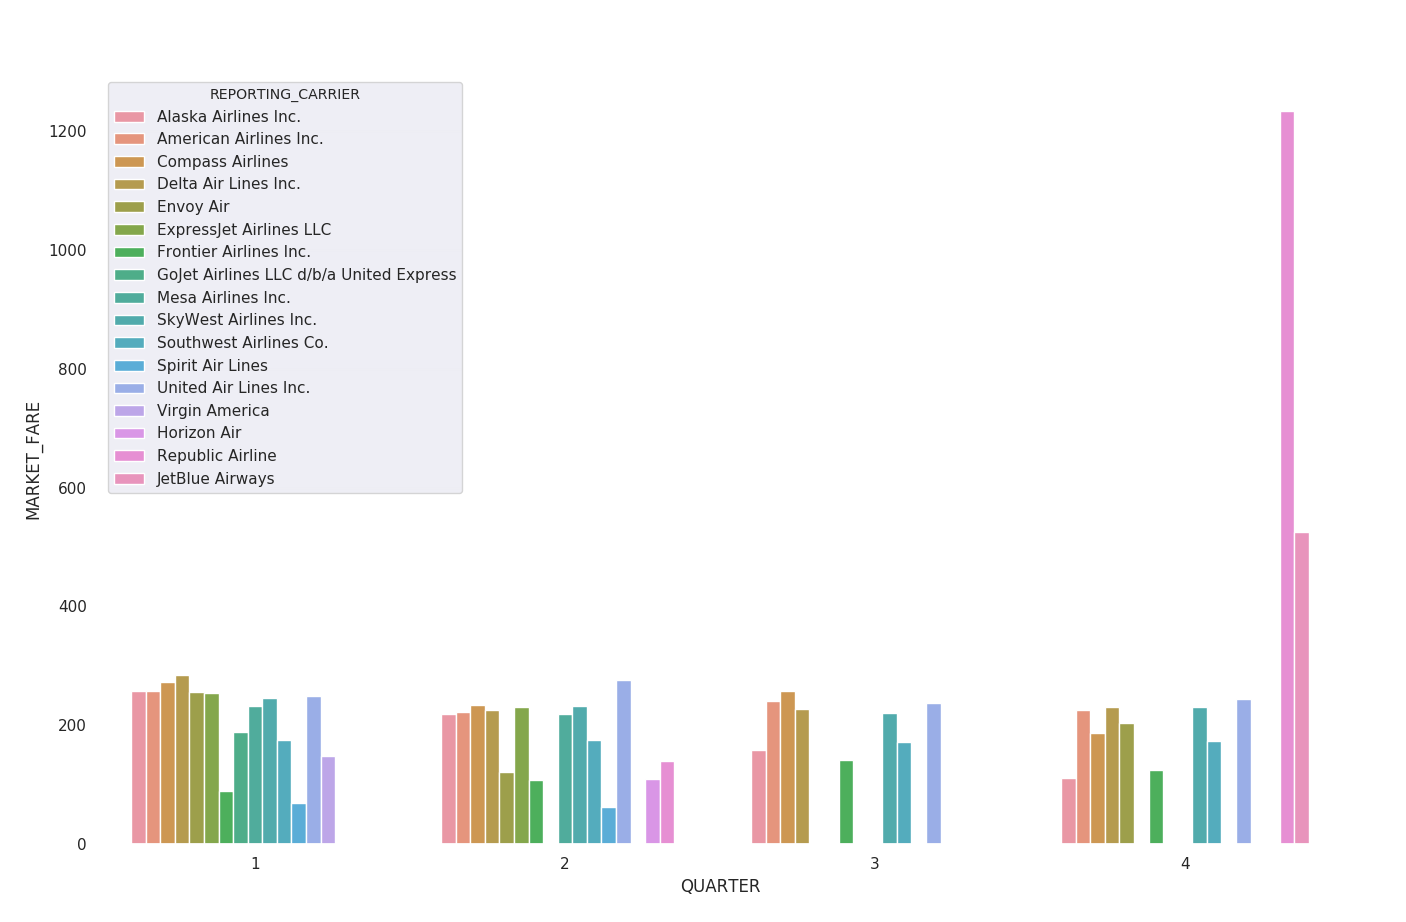 REPORTING_CARRIER
Alaska Airlines Inc.
American Airlines Inc.
Compass Airlines
Delta Air Lines Inc.
Envoy Air
ExpressJet Airlines LLC
Frontier Airlines Inc.
GoJet Airlines LLC d/b/a United Express
Mesa Airlines Inc.
SkyWest Airlines Inc.
Southwest Airlines Co.
Spirit Air Lines
United Air Lines Inc.
Virgin America
Horizon Air
Republic Airline
JetBlue Airways
MARKET_FARE
1200
1000
800
600
400
200
0
1 2 3 4
QUARTER